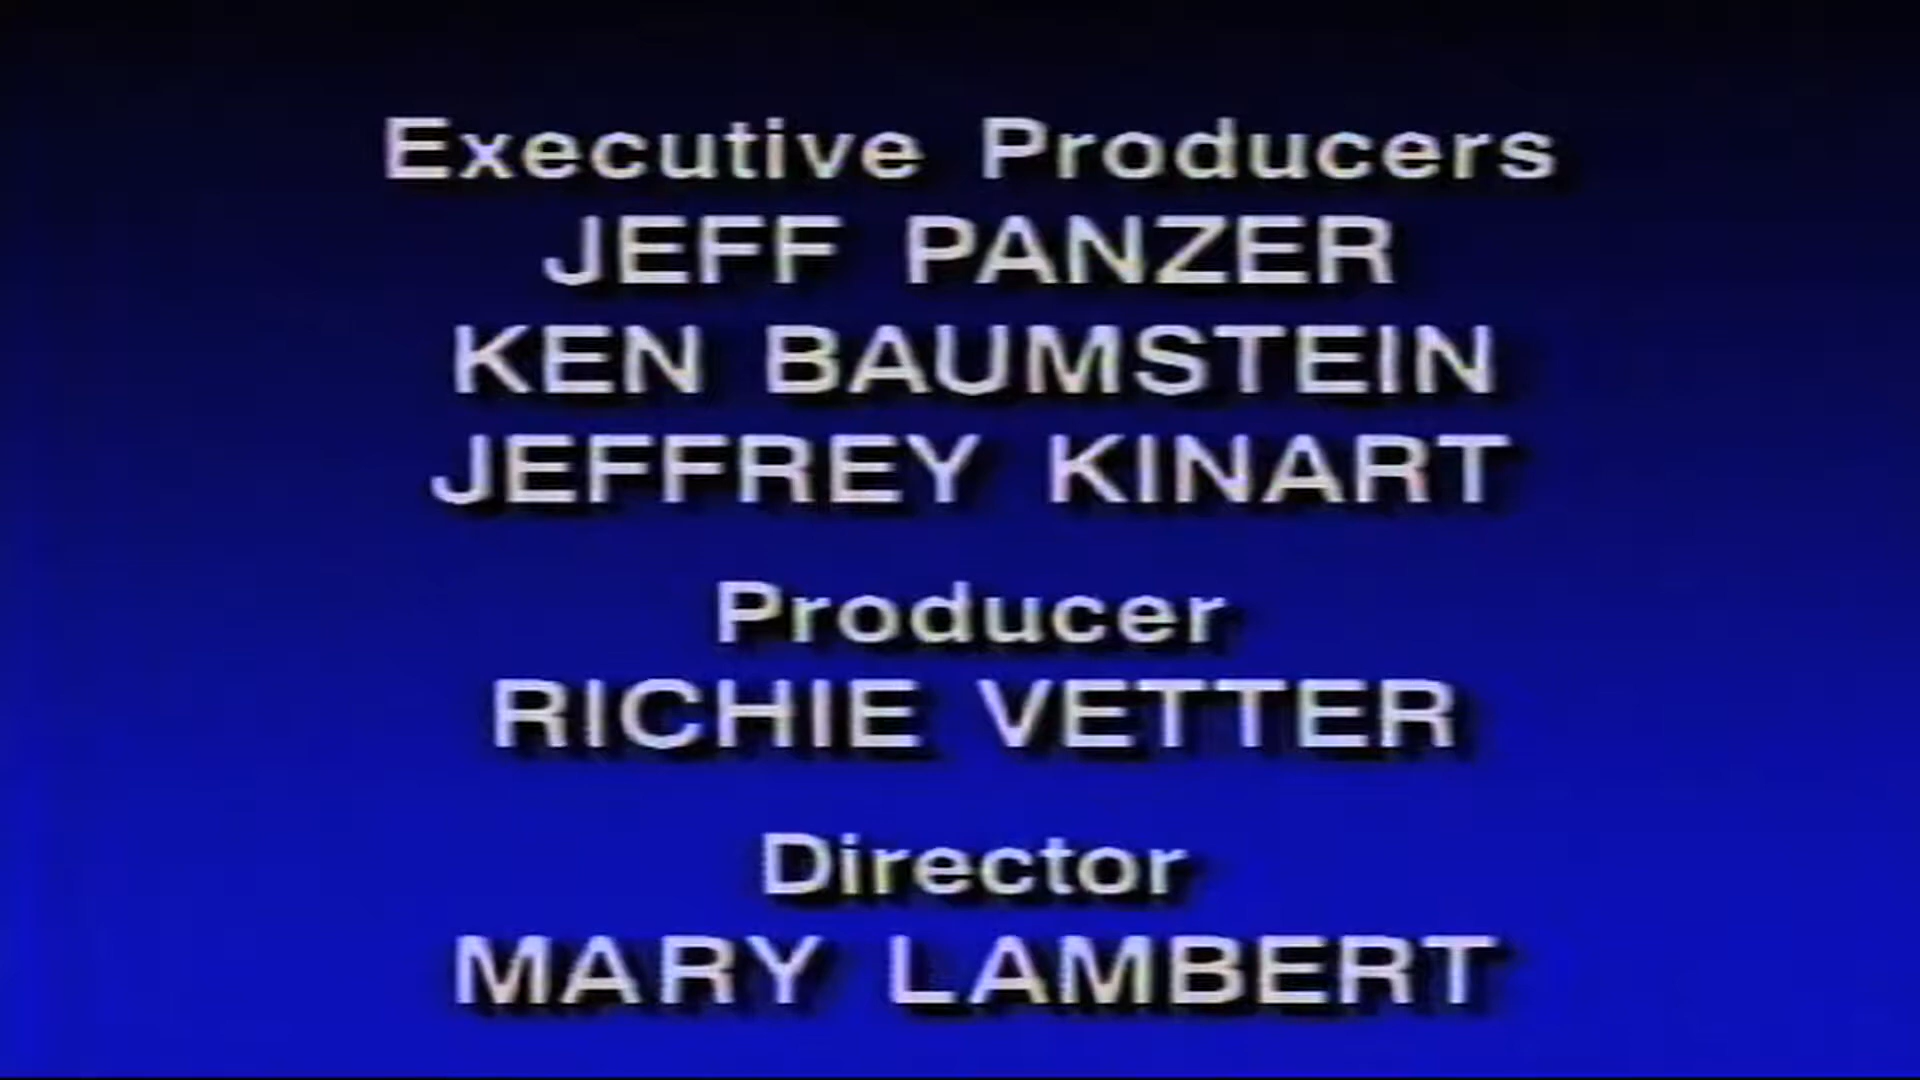 Executive Producers
JEFF PANZER
KEN BAUMSTEIN
JEFFREY KINART
Producer
RICHIE VETTER
Director
MARY LAMBERT